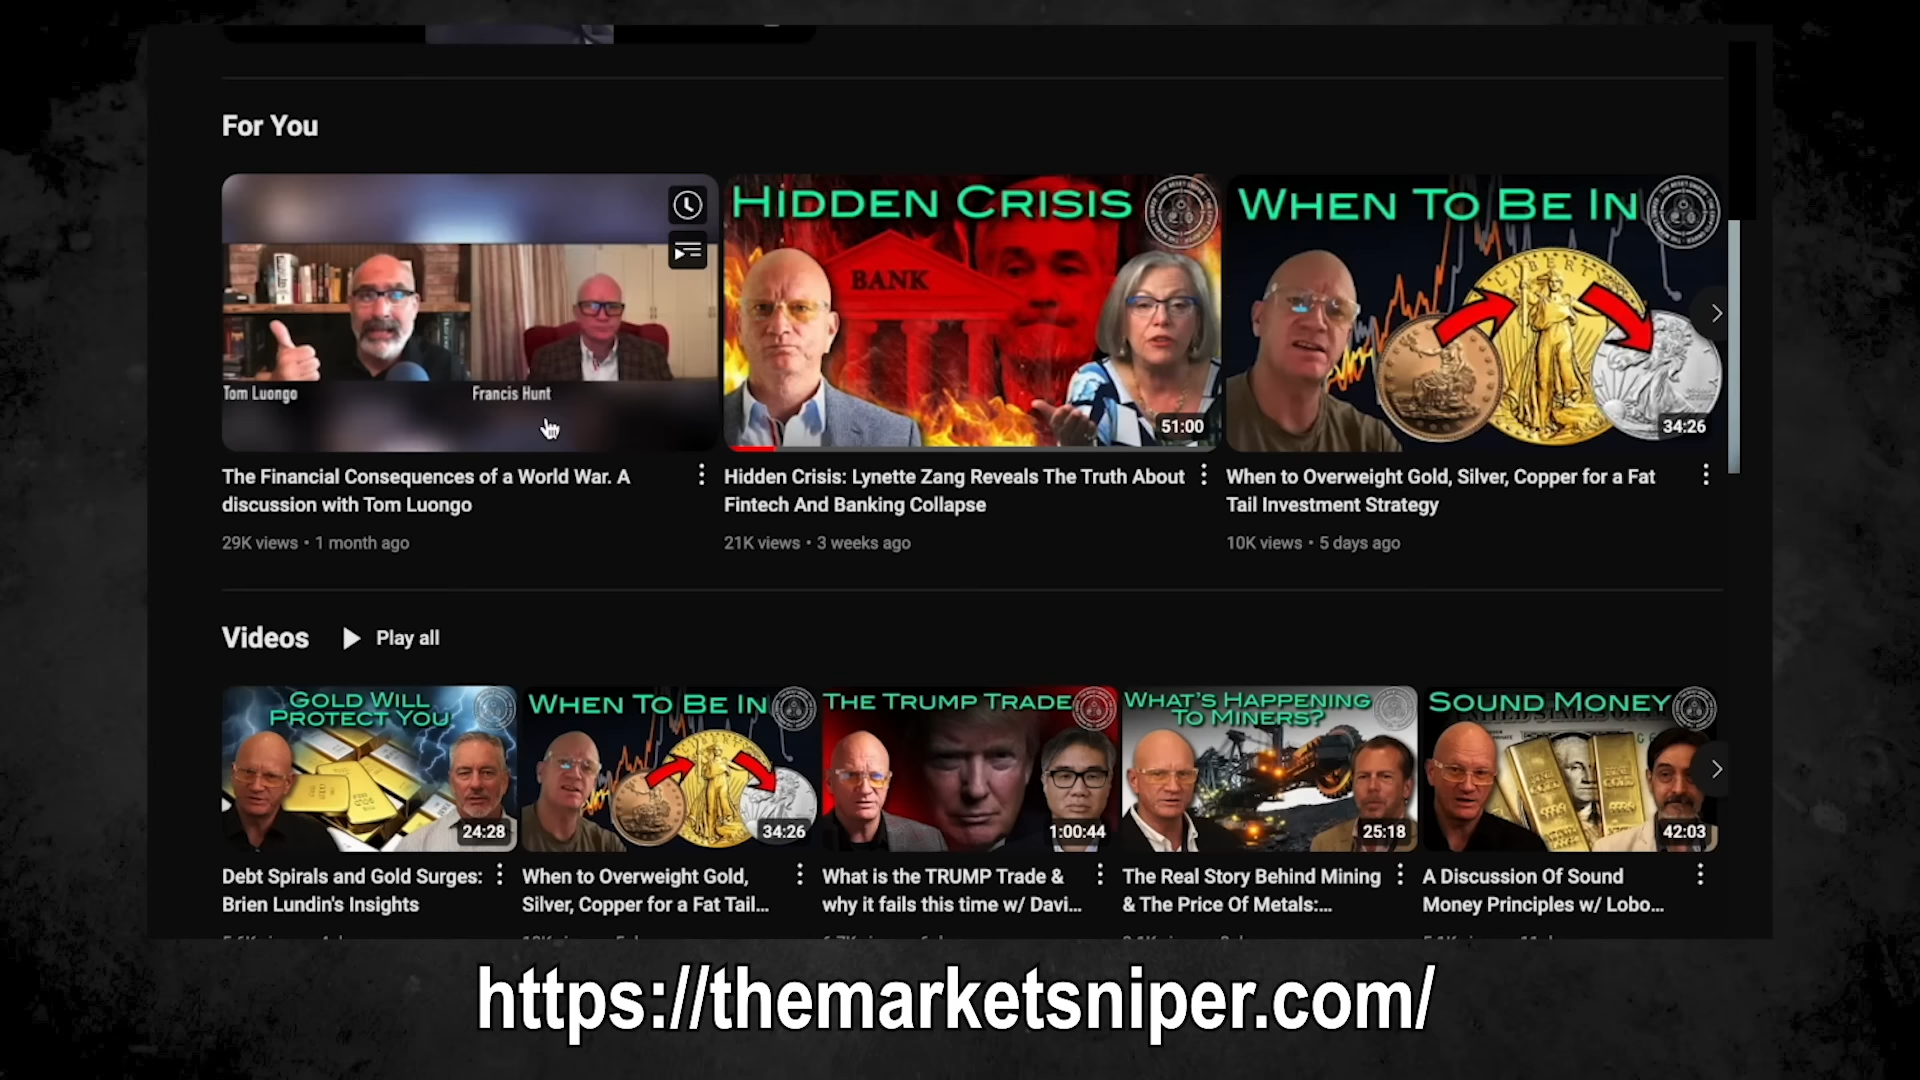 For You
HIDDEN CRISIS
WHEN TO BE IN
BANK
LIBERTY
Tom Luongo
Francis Hunt
51:00
34:26
The Financial Consequences of a World War. A
discussion with Tom Luongo
29K views • 1 month ago
Hidden Crisis: Lynette Zang Reveals The Truth About
Fintech And Banking Collapse
21K views • 3 weeks ago
When to Overweight Gold, Silver, Copper for a Fat
Tail Investment Strategy
10K views • 5 days ago
Videos
Play all
GOLD WILL
PROTECT YOU
24:28
WHEN TO BE IN
34:26
THE TRUMP TRADE
1:00:44
WHAT'S HAPPENING
TO MINERS?
25:18
SOUND MONEY
42:03
Debt Spirals and Gold Surges:
Brien Lundin's Insights
When to Overweight Gold,
Silver, Copper for a Fat Tail...
What is the TRUMP Trade &
why it fails this time w/ Davi...
The Real Story Behind Mining
& The Price Of Metals:...
A Discussion Of Sound
Money Principles w/ Lobo...
https://themarketsniper.com/